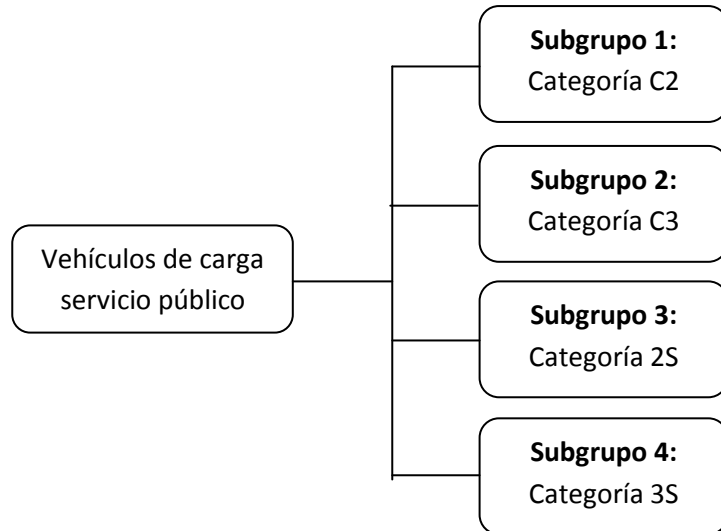 Subgrupo 1:
Categoría C2
Subgrupo 2:
Categoría C3
Vehículos de carga
servicio público
Subgrupo 3:
Categoría 2S
Subgrupo 4:
Categoría 3S